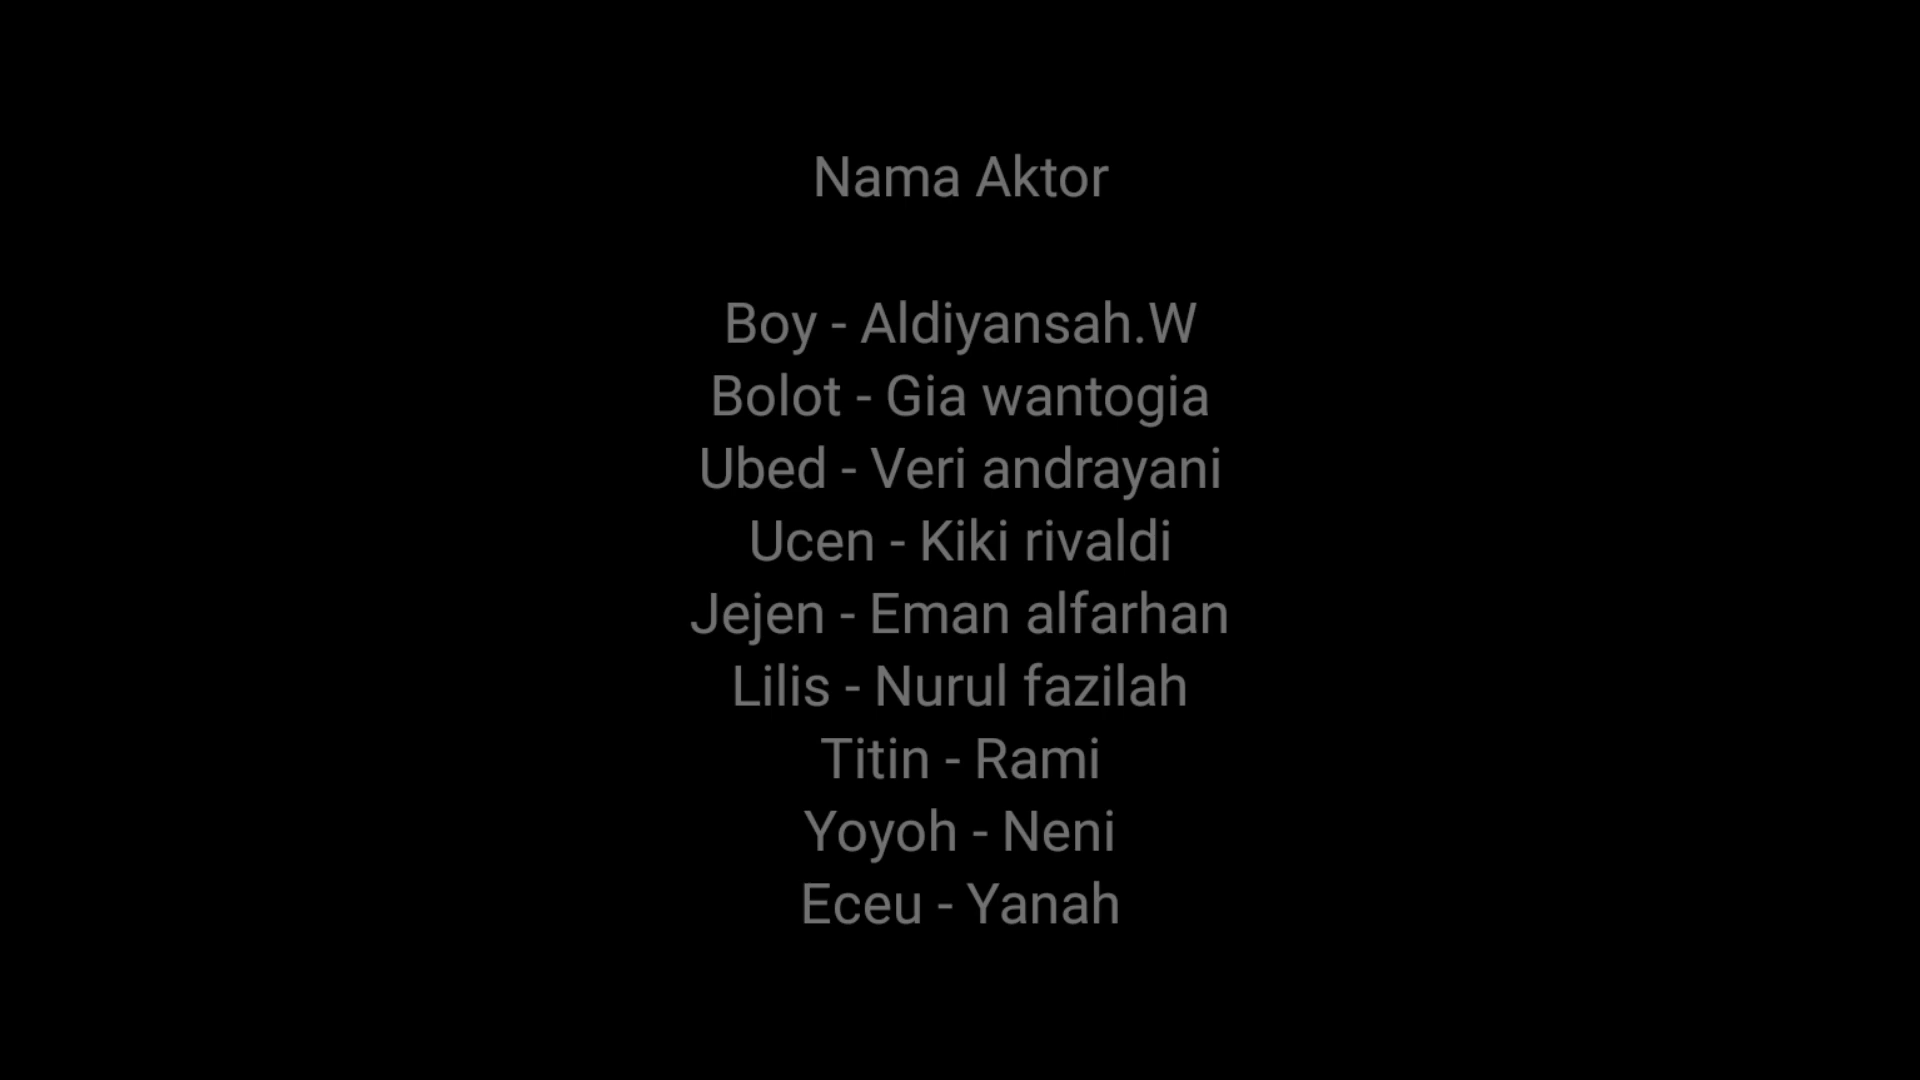 Nama Aktor
Boy - Aldiyansah.W
Bolot - Gia wantogia
Ubed - Veri andrayani
Ucen - Kiki rivaldi
Jejen - Eman alfarhan
Lilis - Nurul fazilah
Titin - Rami
Yoyoh - Neni
Eceu - Yanah